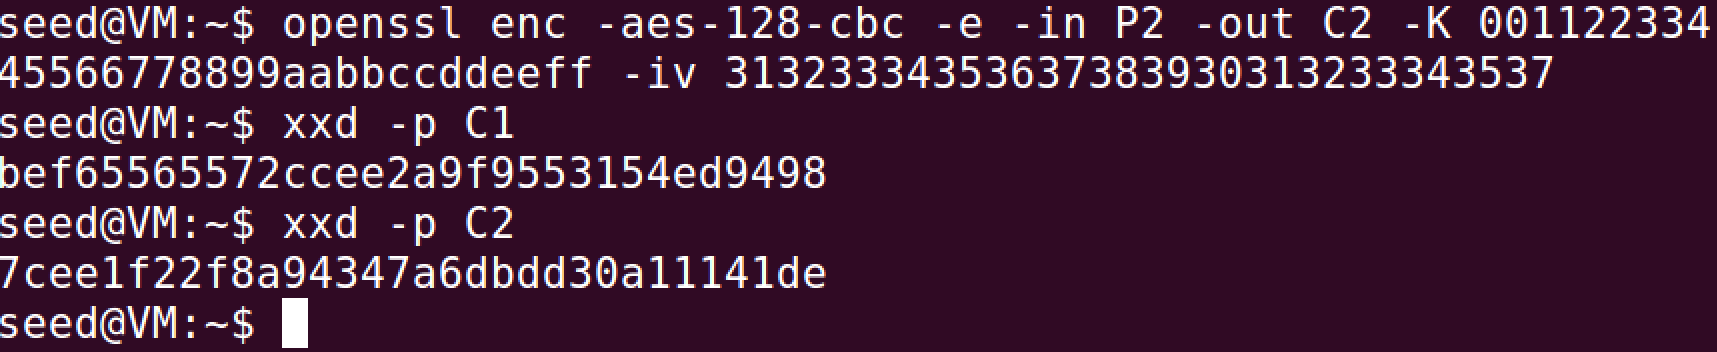 seed@VM:~$ openssl enc -aes-128-cbc -e -in P2 -out C2 -K 001122334
45566778899aabbccddeeff -iv 31323334353637383930313233343537
seed@VM:~$ xxd -p C1
bef65565572ccee2a9f9553154ed9498
seed@VM:~$ xxd -p C2
7cee1f22f8a94347a6dbdd30a11141de
seed@VM:~$